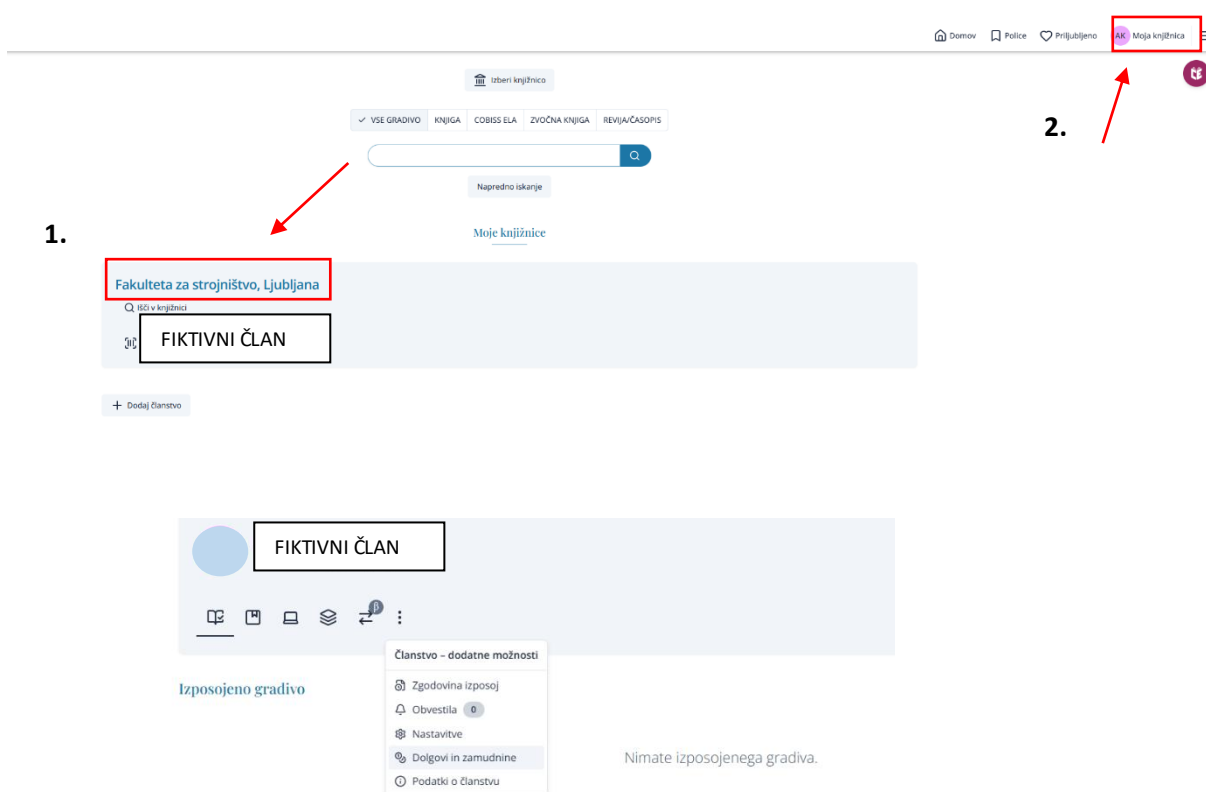 Domov Police Priljubljeno AK Moja knjižnica
Izberi knjižnico
VSE GRADIVO KNJIGA COBISS ELA ZVOČNA KNJIGA REVIJA/ČASOPIS
2.
Napredno iskanje
1.
Moje knjižnice
Fakulteta za strojništvo, Ljubljana
Išči v knjižnici
FIKTIVNI ČLAN
Dodaj članstvo
FIKTIVNI ČLAN
β
Članstvo – dodatne možnosti
Izposojeno gradivo
Zgodovina izposoj
Obvestila 0
Nastavitve
Dolgovi in zamudnine
Nimate izposojenega gradiva.
Podatki o članstvu